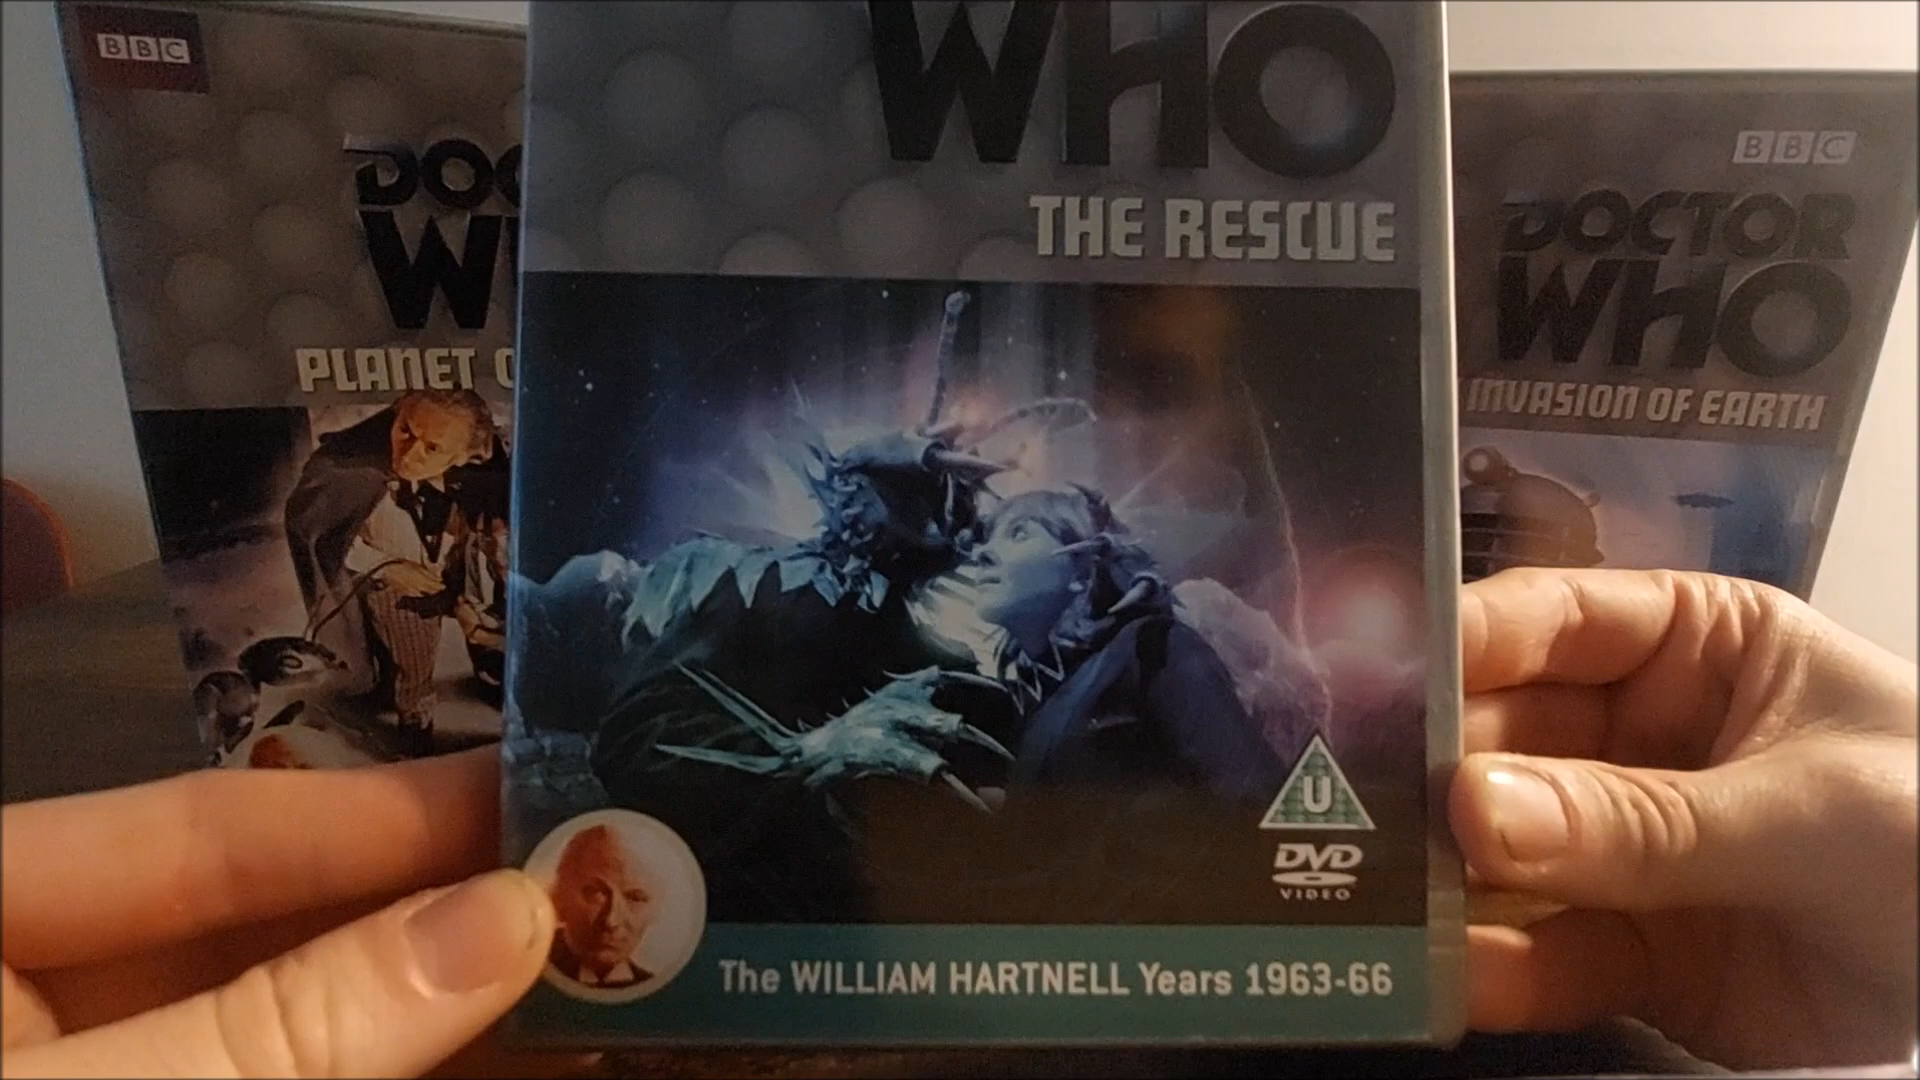 BBC
DOC
W
PLANET O
WHO
THE RESCUE
U
DVD
VIDEO
The WILLIAM HARTNELL Years 1963-66
BBC
DOCTOR
WHO
INVASION OF EARTH